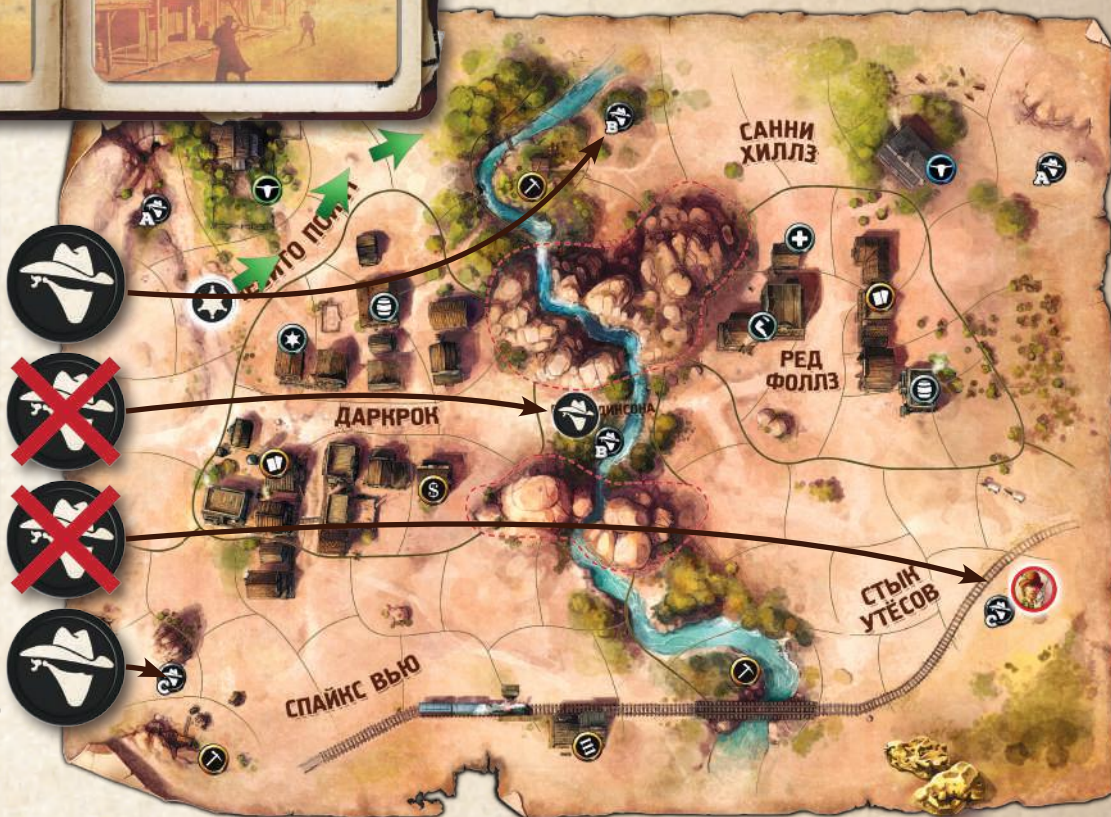 B
САННИ
ХИЛЛЗ
A
A
РЕД
ФОЛЛЗ
ДАРКРОК
B
$
СТЫК
УТЁСОВ
C
C
СПАЙКС ВЬЮ